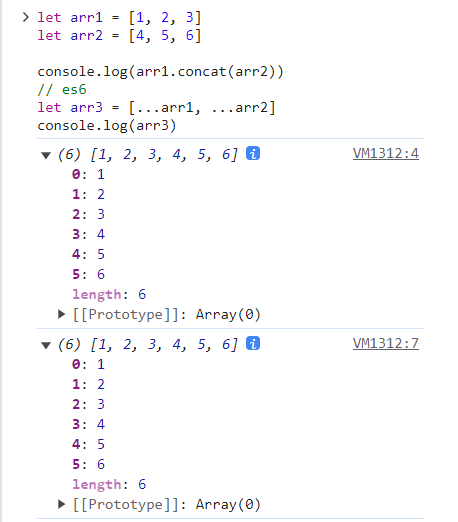 > let arr1 = [1, 2, 3]
let arr2 = [4, 5, 6]

console.log(arr1.concat(arr2))
// es6
let arr3 = [...arr1, ...arr2]
console.log(arr3)
▼ (6) [1, 2, 3, 4, 5, 6] i VM1312:4
0: 1
1: 2
2: 3
3: 4
4: 5
5: 6
length: 6
▶ [[Prototype]]: Array(0)
▼ (6) [1, 2, 3, 4, 5, 6] i VM1312:7
0: 1
1: 2
2: 3
3: 4
4: 5
5: 6
length: 6
▶ [[Prototype]]: Array(0)